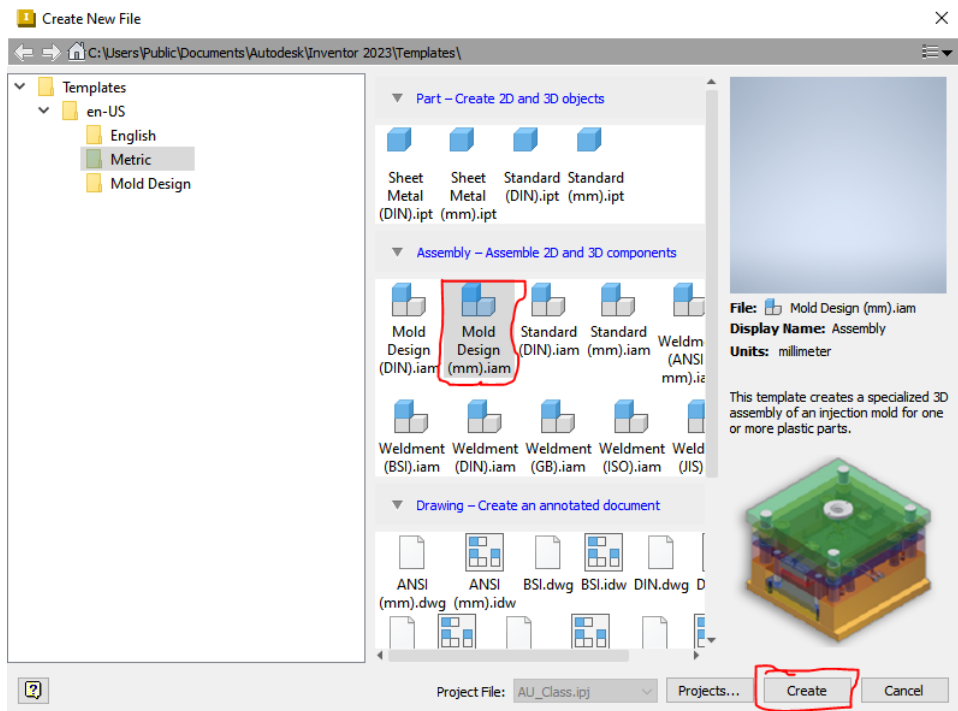 Create New File
C:\Users\Public\Documents\Autodesk\Inventor 2023\Templates\
Templates
en-US
English
Metric
Mold Design
Part – Create 2D and 3D objects
Sheet Metal (DIN).ipt
Sheet Metal (mm).ipt
Standard (DIN).ipt
Standard (mm).ipt
Assembly – Assemble 2D and 3D components
Mold Design (DIN).iam
Mold Design (mm).iam
Standard (DIN).iam
Standard (mm).iam
Weldm
(ANSI
mm).ia
Weldment (BSI).iam
Weldment (DIN).iam
Weldment (GB).iam
Weldment (ISO).iam
Weld
(JIS)
Drawing – Create an annotated document
ANSI (mm).dwg
ANSI (mm).idw
BSI.dwg
BSI.idw
DIN.dwg
D
File: Mold Design (mm).iam
Display Name: Assembly
Units: millimeter
This template creates a specialized 3D
assembly of an injection mold for one
or more plastic parts.
Project File: AU_Class.ipj
Projects...
Create
Cancel